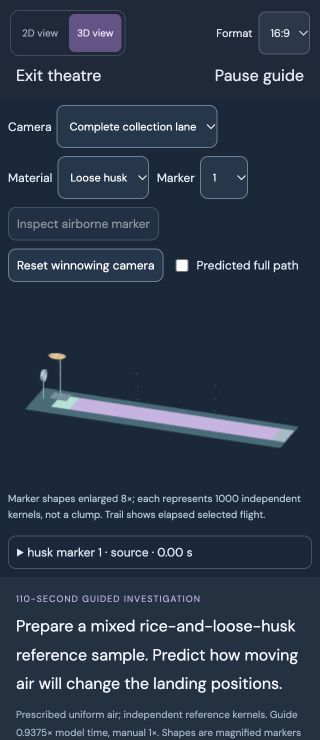 2D view 3D view Format 16:9
Exit theatre Pause guide
Camera Complete collection lane
Material Loose husk Marker 1
Inspect airborne marker
Reset winnowing camera Predicted full path
Marker shapes enlarged 8×; each represents 1000 independent
kernels, not a clump. Trail shows elapsed selected flight.
husk marker 1 · source · 0.00 s
110-SECOND GUIDED INVESTIGATION
Prepare a mixed rice-and-loose-husk
reference sample. Predict how moving
air will change the landing positions.
Prescribed uniform air; independent reference kernels. Guide
0.9375× model time, manual 1×. Shapes are magnified markers